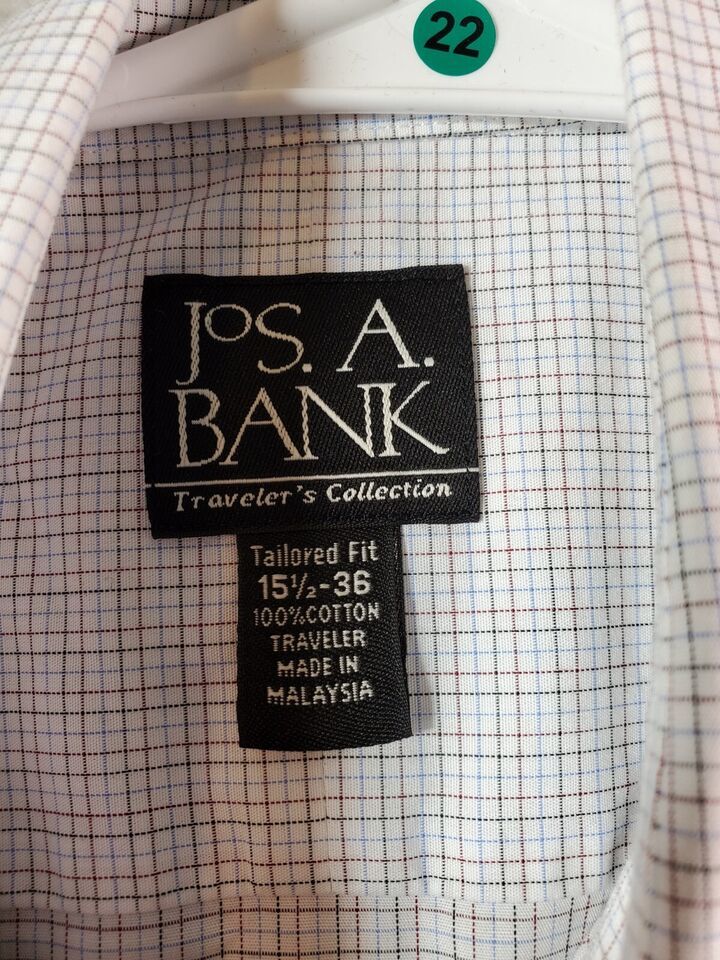 22
JOS. A.
BANK
Traveler's Collection
Tailored Fit
15½-36
100%COTTON
TRAVELER
MADE IN
MALAYSIA